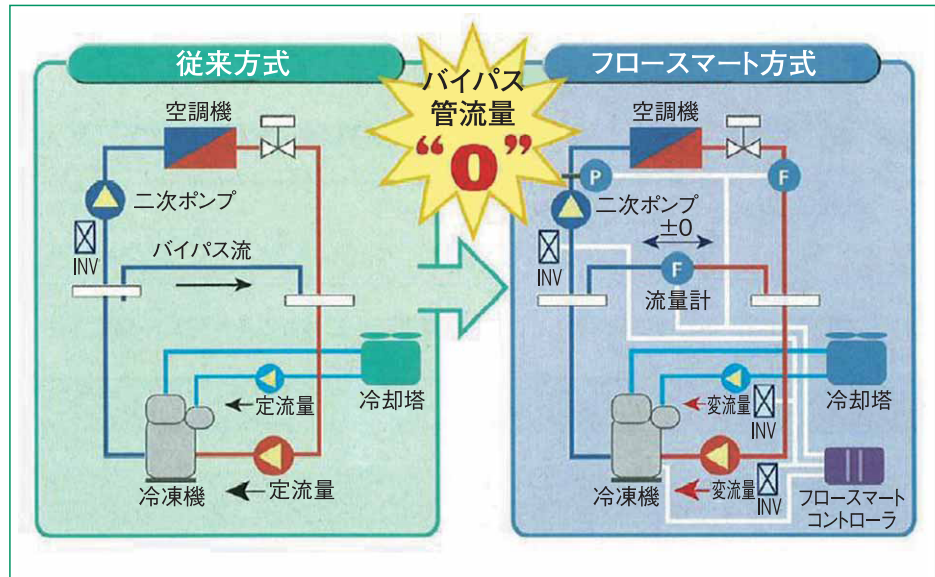 従来方式
空調機
二次ポンプ
INV
バイパス流
定流量
冷却塔
冷凍機
定流量
バイパス
管流量
“0”
フロースマート方式
空調機
P
F
二次ポンプ
±0
INV
F
流量計
変流量
INV
冷却塔
冷凍機
変流量
INV
フロースマート
コントローラ